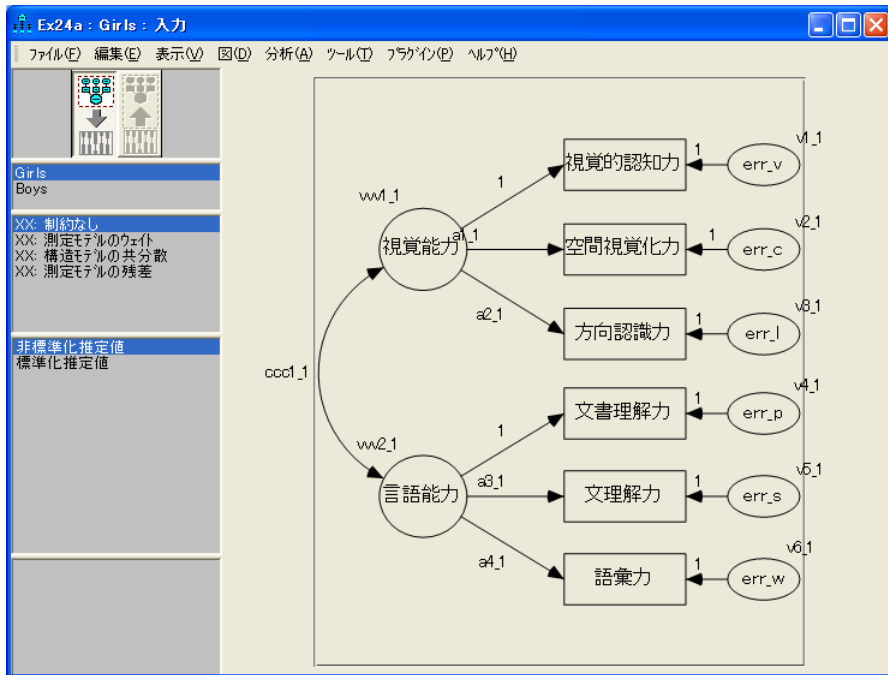 Ex24a : Girls : 入力
ファイル(F) 編集(E) 表示(V) 図(D) 分析(A) ツール(T) プラグイン(P) ヘルプ(H)
Girls
Boys
XX: 制約なし
XX: 測定モデルのウェイト
XX: 構造モデルの共分散
XX: 測定モデルの残差
非標準化推定値
標準化推定値
v1_1
視覚的認知力
1
err_v
1
vvv1_1
v2_1
視覚能力
a1_1
空間視覚化力
1
err_c
v3_1
a2_1
方向認識力
1
err_l
ccc1_1
v4_1
文書理解力
1
err_p
1
vvv2_1
v5_1
言語能力
a3_1
文理解力
1
err_s
v6_1
a4_1
語彙力
1
err_w